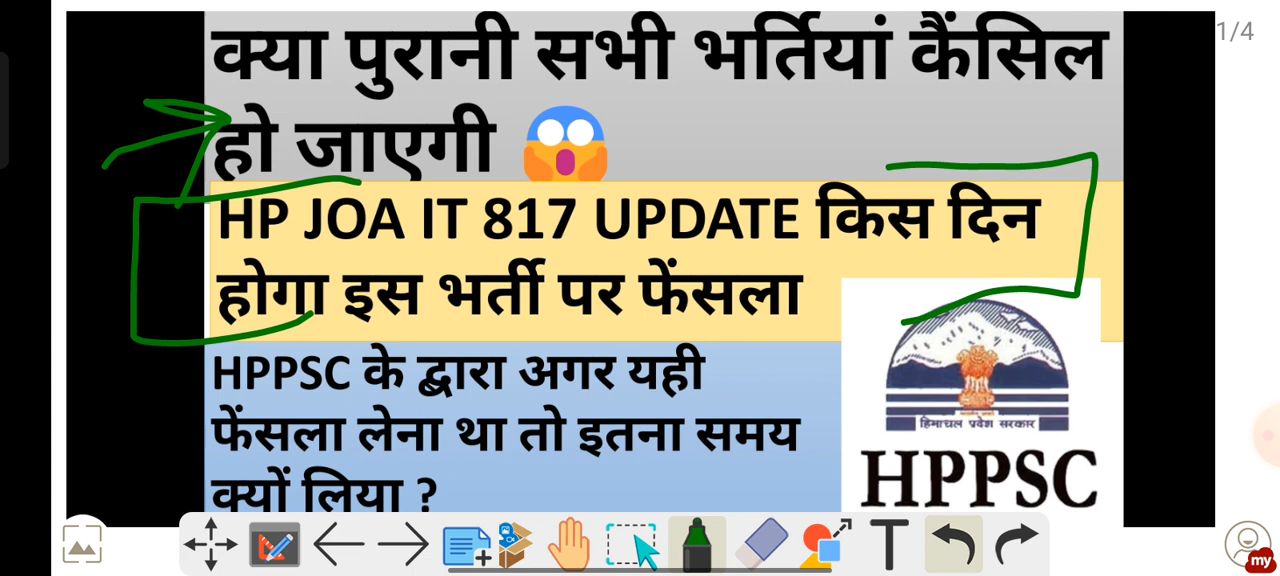 क्या पुरानी सभी भर्तियां कैंसिल
हो जाएगी
HP JOA IT 817 UPDATE किस दिन
होगा इस भर्ती पर फेंसला
HPPSC के द्वारा अगर यही
फेंसला लेना था तो इतना समय
क्यों लिया ?
हिमाचल प्रदेश सरकार
HPPSC
1/4
T
my